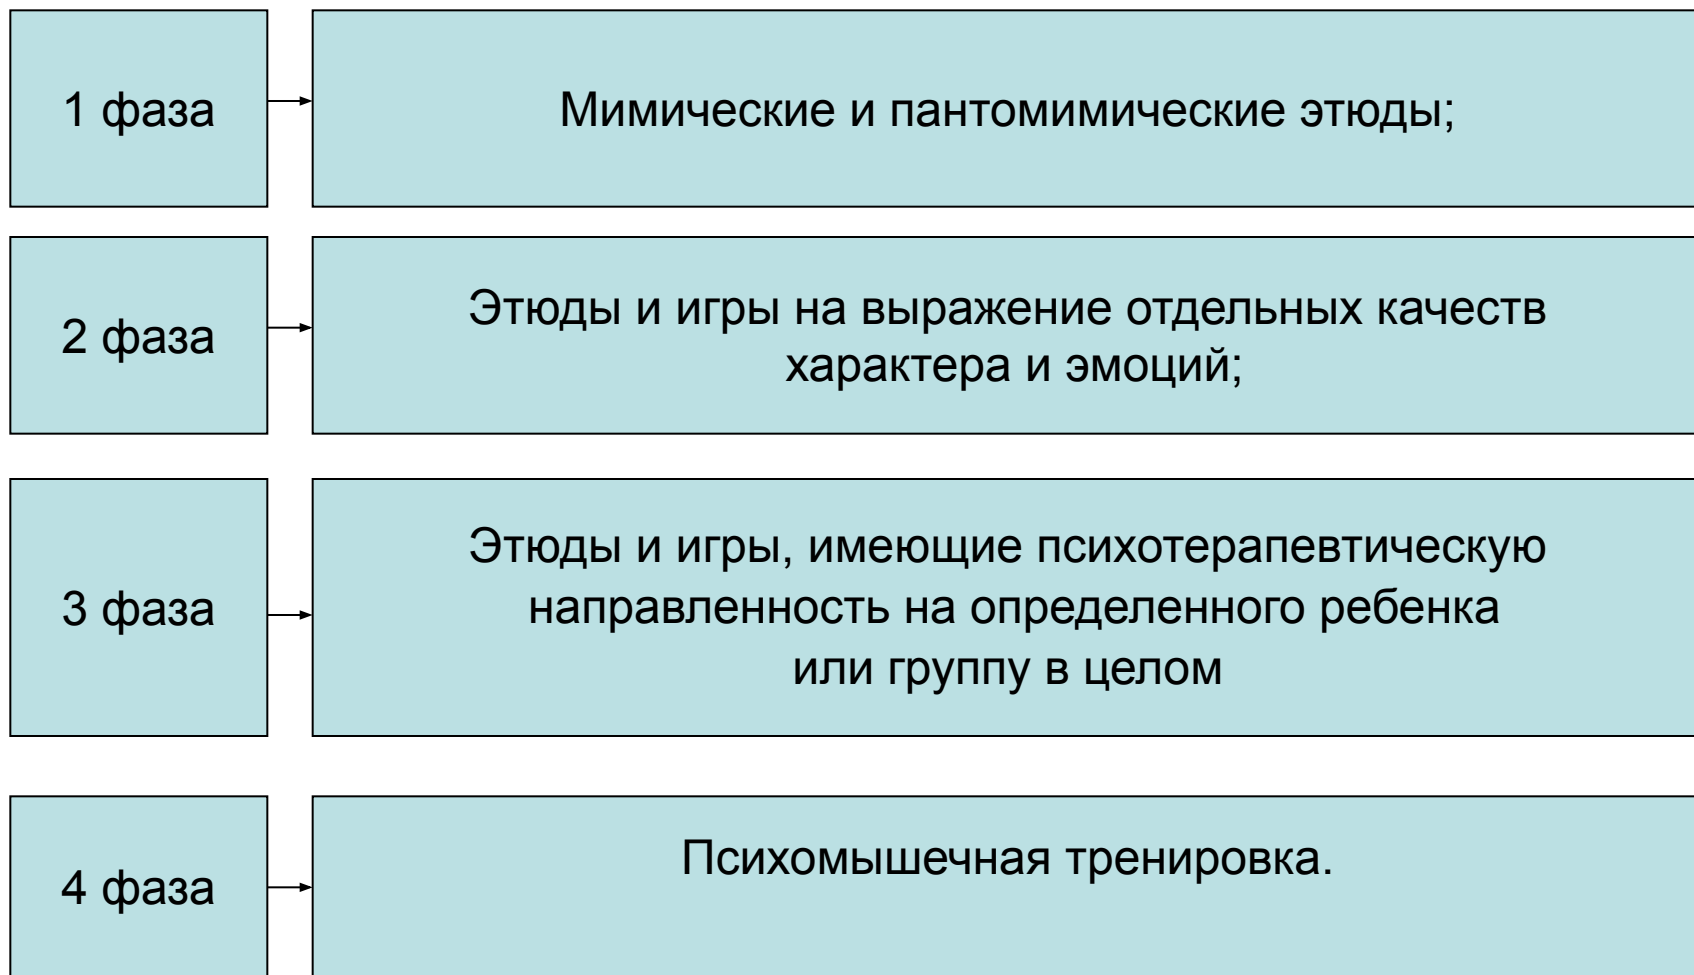 1 фаза
Мимические и пантомимические этюды;
2 фаза
Этюды и игры на выражение отдельных качеств
характера и эмоций;
3 фаза
Этюды и игры, имеющие психотерапевтическую
направленность на определенного ребенка
или группу в целом
4 фаза
Психомышечная тренировка.